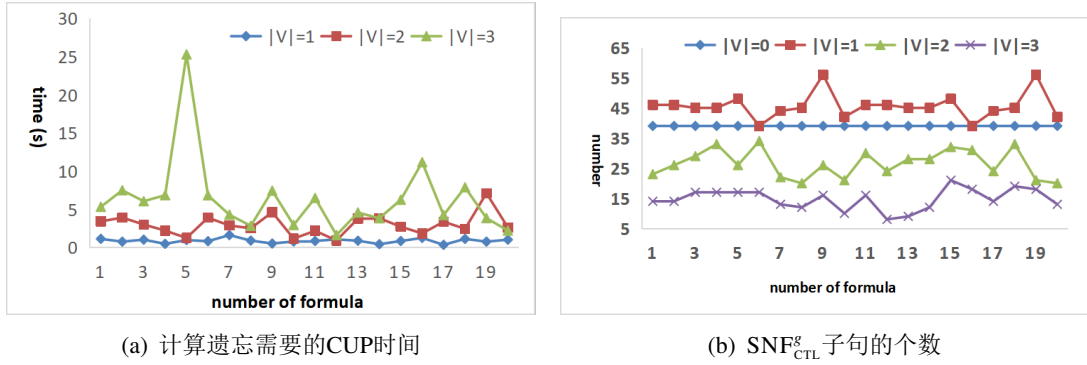 |V|=1 |V|=2 |V|=3
30
25
20
15
10
5
0
time (s)
1 3 5 7 9 11 13 15 17 19
number of formula
(a) 计算遗忘需要的CUP时间
|V|=0 |V|=1 |V|=2 |V|=3
65
55
45
35
25
15
5
number
1 3 5 7 9 11 13 15 17 19
number of formula
(b) SNF^g_CTL子句的个数